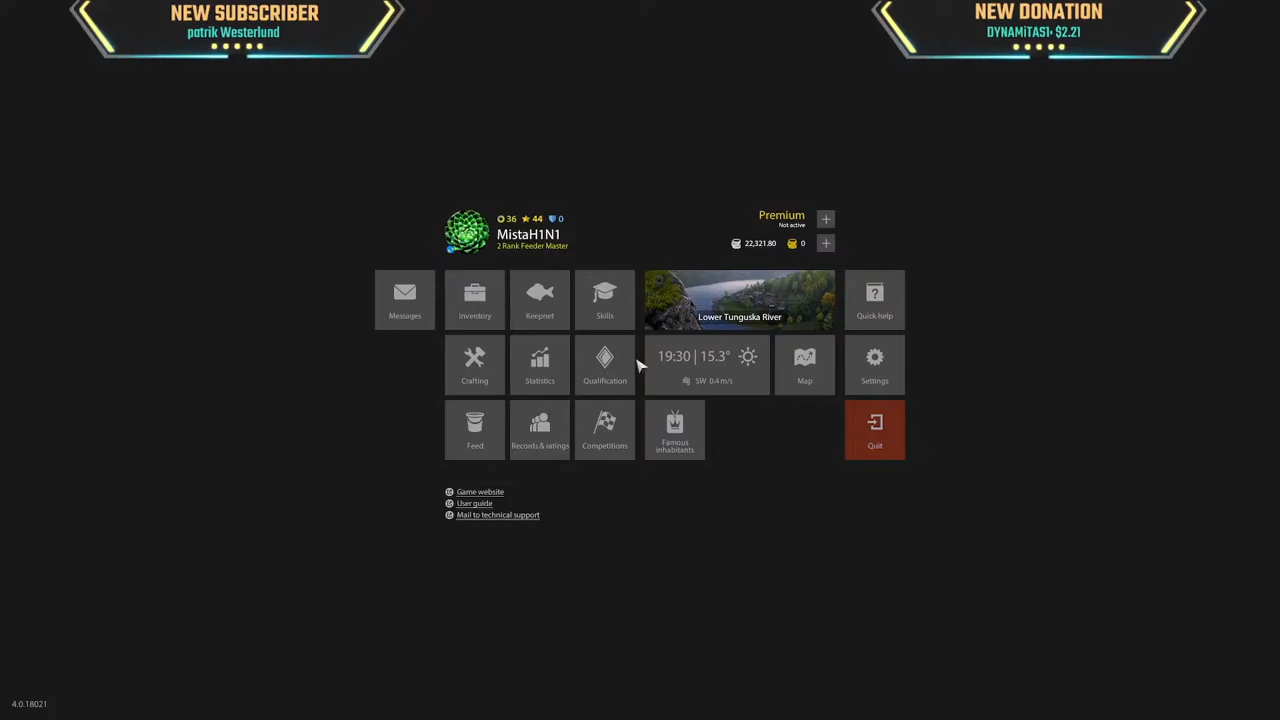 NEW SUBSCRIBER
patrik Westerlund
NEW DONATION
DYNAMiTAS1• $2.21
36 44 0
MistaH1N1
2 Rank Feeder Master
Premium
Not active
22,321.80 0
Messages
Inventory
Keepnet
Skills
Lower Tunguska River
Quick help
Crafting
Statistics
Qualification
19:30 | 15.3°
SW 0.4 m/s
Map
Settings
Feed
Records & ratings
Competitions
Famous
inhabitants
Quit
Game website
User guide
Mail to technical support
4.0.18021